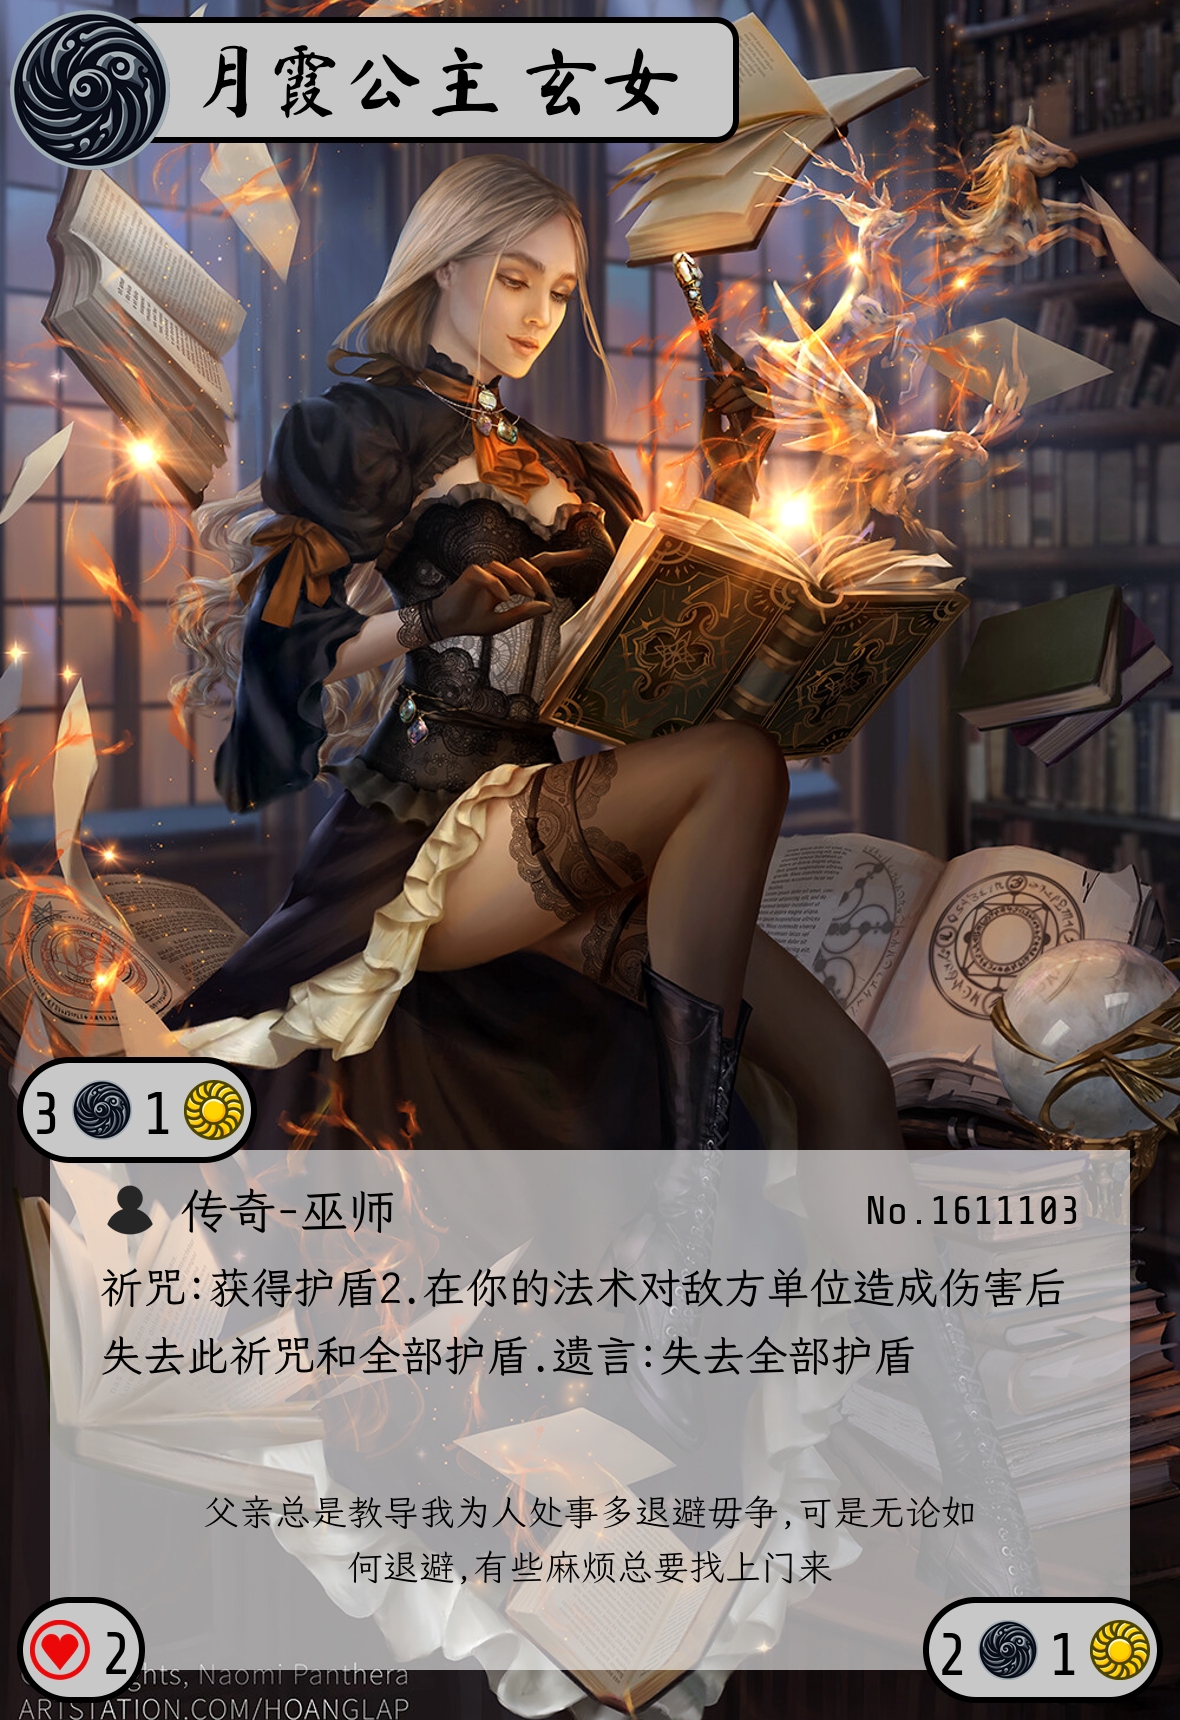 月霞公主 玄女
3 1
传奇-巫师
No.1611103
祈咒:获得护盾2.在你的法术对敌方单位造成伤害后
失去此祈咒和全部护盾.遗言:失去全部护盾
父亲总是教导我为人处事多退避毋争,可是无论如
何退避,有些麻烦总要找上门来
2
2 1
Naomi Panthera
ARTSTATION.COM/HOANGLAP